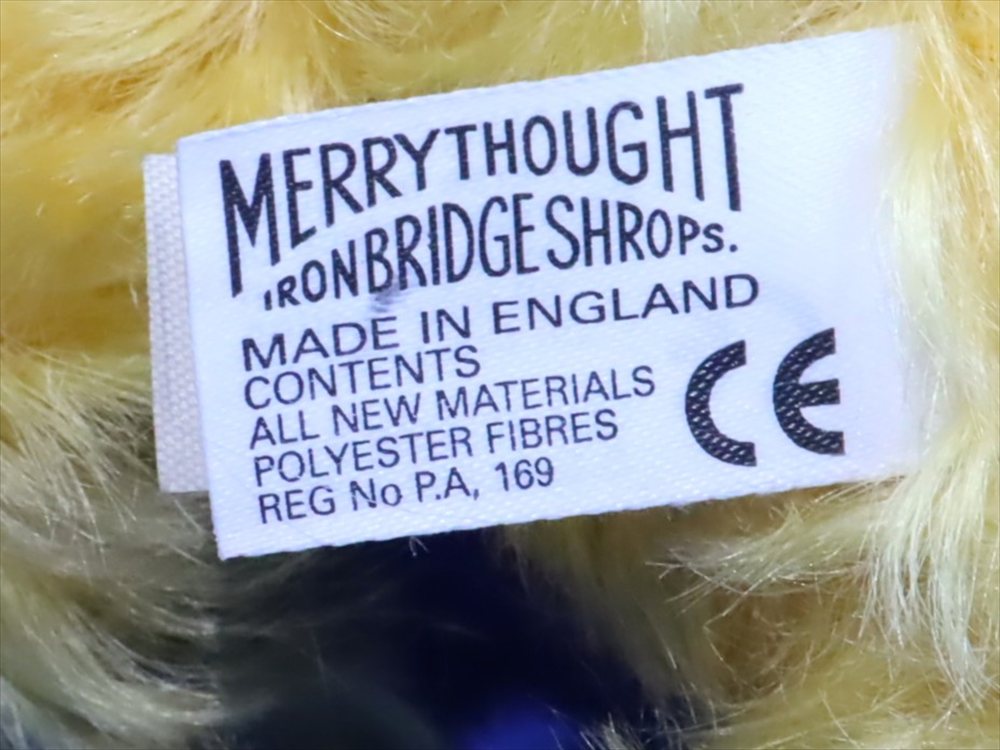 MERRYTHOUGHT
IRONBRIDGE SHROPS.
MADE IN ENGLAND
CONTENTS
ALL NEW MATERIALS
POLYESTER FIBRES
REG No P.A, 169
CE